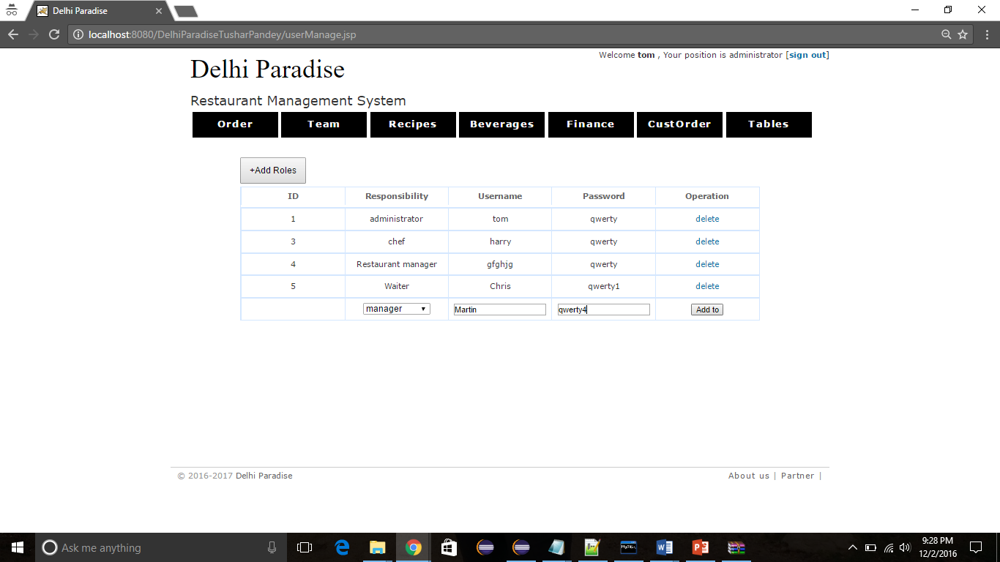 Delhi Paradise
localhost:8080/DelhiParadiseTusharPandey/userManage.jsp
Welcome tom , Your position is administrator [sign out]
Delhi Paradise
Restaurant Management System
Order Team Recipes Beverages Finance CustOrder Tables
+Add Roles
ID Responsibility Username Password Operation
1 administrator tom qwerty delete
3 chef harry qwerty delete
4 Restaurant manager gfghjg qwerty delete
5 Waiter Chris qwerty1 delete
manager Martin qwerty4 Add to
© 2016-2017 Delhi Paradise About us | Partner |
Ask me anything
9:28 PM
12/2/2016